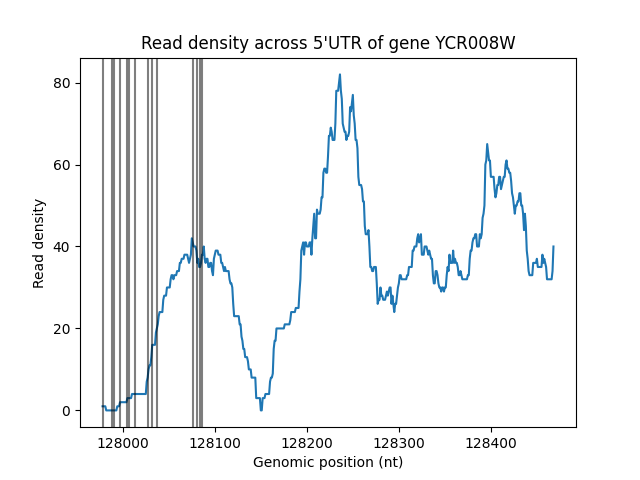 Read density across 5'UTR of gene YCR008W
80
60
40
20
0
Read density
128000 128100 128200 128300 128400
Genomic position (nt)